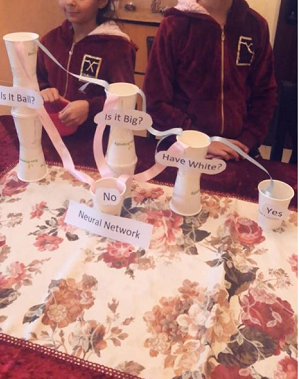 Is It Ball?
Is It Big?
Have White?
No
Yes
Neural Network